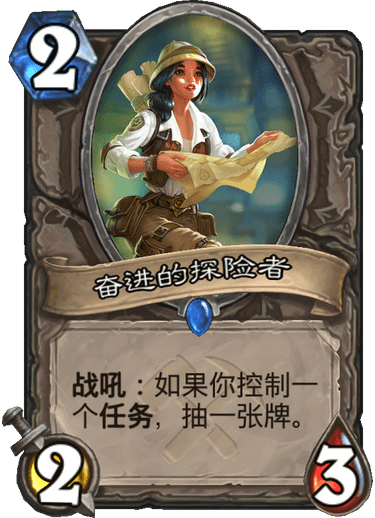 2
奋进的探险者
战吼：如果你控制一
个任务，抽一张牌。
2
3